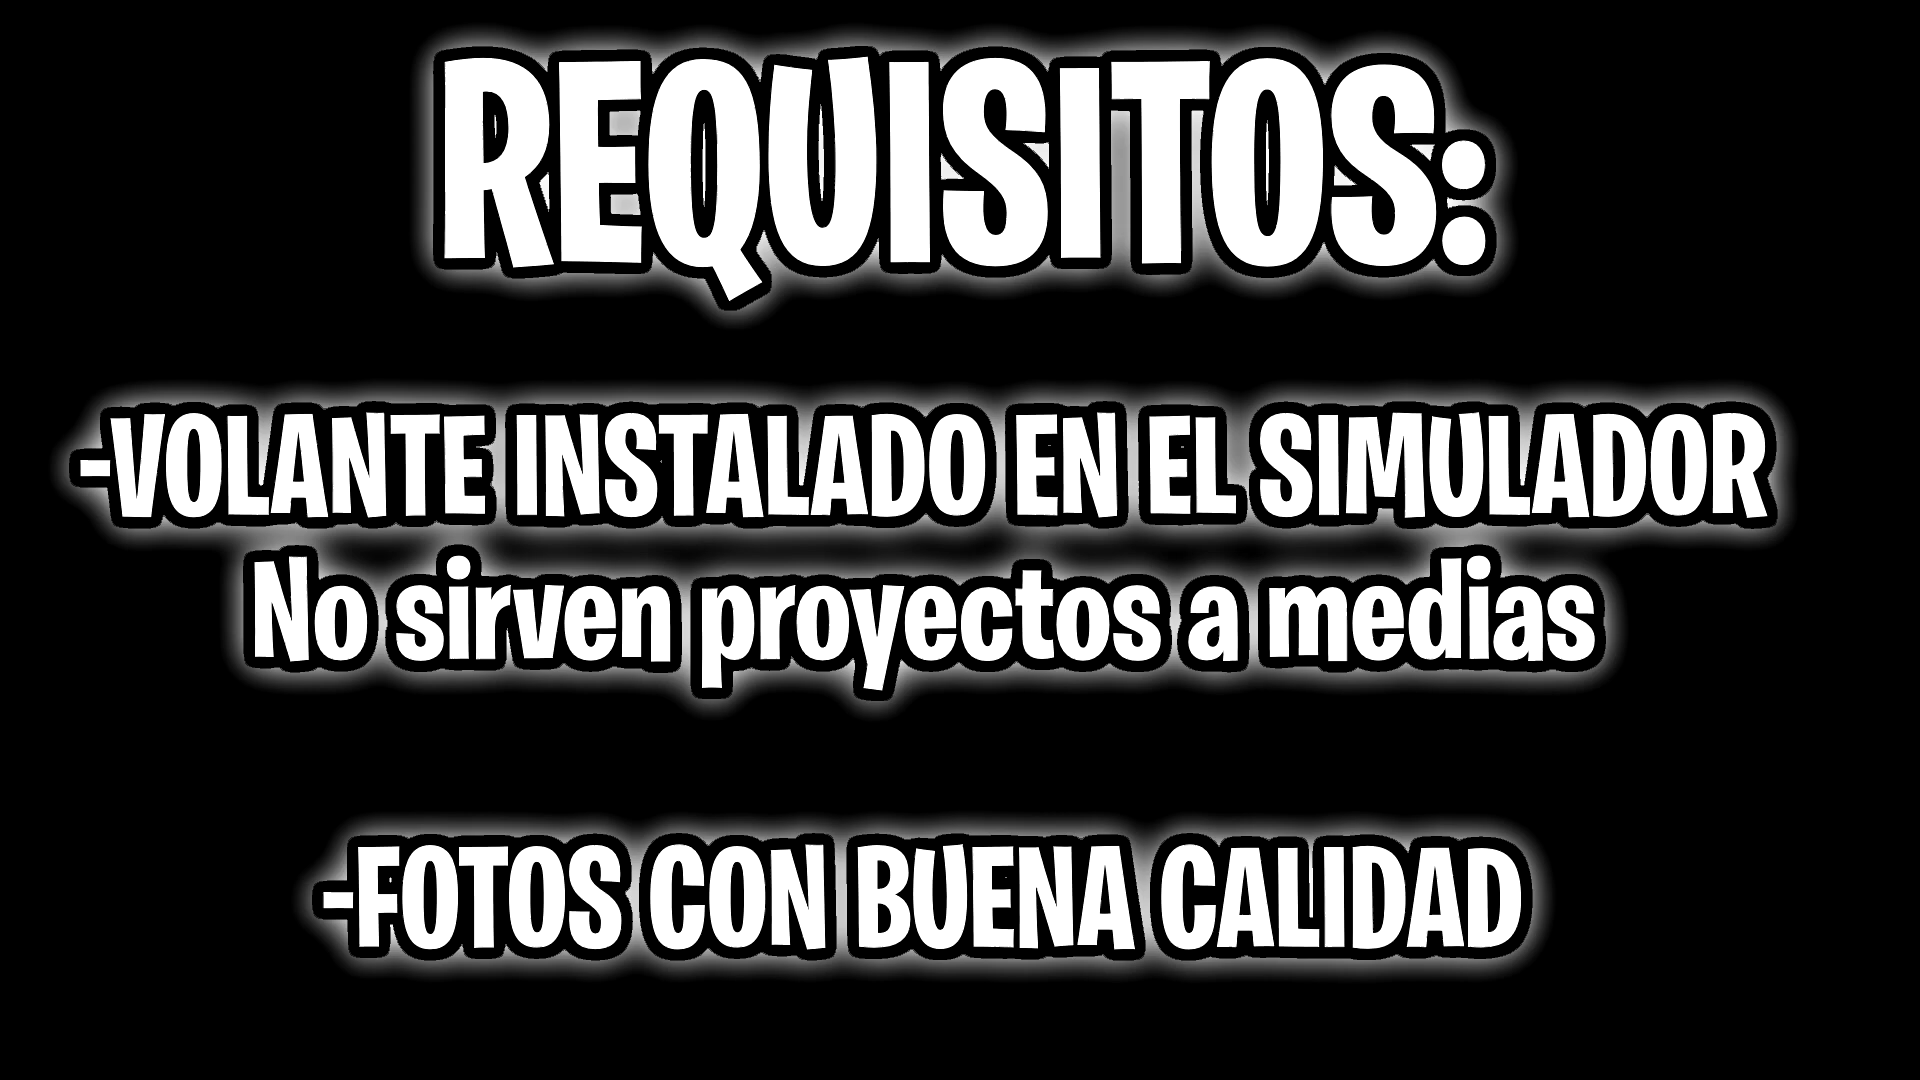 REQUISITOS:
-VOLANTE INSTALADO EN EL SIMULADOR
No sirven proyectos a medias
-FOTOS CON BUENA CALIDAD